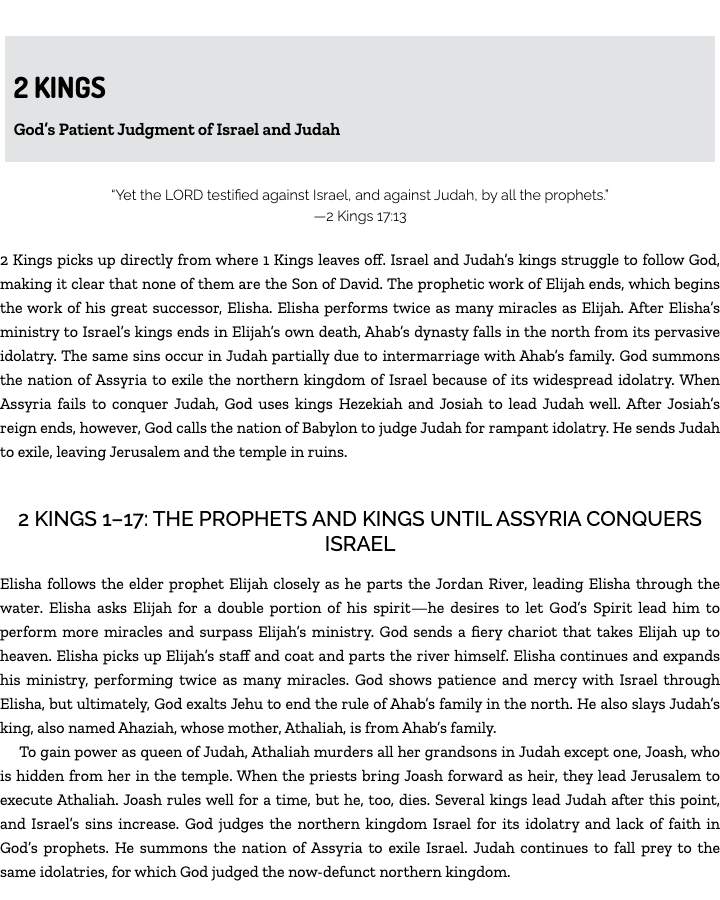 2 KINGS
God's Patient Judgment of Israel and Judah
“Yet the LORD testified against Israel, and against Judah, by all the prophets.”
—2 Kings 17:13
2 Kings picks up directly from where 1 Kings leaves off. Israel and Judah’s kings struggle to follow God,
making it clear that none of them are the Son of David. The prophetic work of Elijah ends, which begins
the work of his great successor, Elisha. Elisha performs twice as many miracles as Elijah. After Elisha’s
ministry to Israel’s kings ends in Elijah’s own death, Ahab’s dynasty falls in the north from its pervasive
idolatry. The same sins occur in Judah partially due to intermarriage with Ahab’s family. God summons
the nation of Assyria to exile the northern kingdom of Israel because of its widespread idolatry. When
Assyria fails to conquer Judah, God uses kings Hezekiah and Josiah to lead Judah well. After Josiah’s
reign ends, however, God calls the nation of Babylon to judge Judah for rampant idolatry. He sends Judah
to exile, leaving Jerusalem and the temple in ruins.
2 KINGS 1–17: THE PROPHETS AND KINGS UNTIL ASSYRIA CONQUERS
ISRAEL
Elisha follows the elder prophet Elijah closely as he parts the Jordan River, leading Elisha through the
water. Elisha asks Elijah for a double portion of his spirit—he desires to let God’s Spirit lead him to
perform more miracles and surpass Elijah’s ministry. God sends a fiery chariot that takes Elijah up to
heaven. Elisha picks up Elijah’s staff and coat and parts the river himself. Elisha continues and expands
his ministry, performing twice as many miracles. God shows patience and mercy with Israel through
Elisha, but ultimately, God exalts Jehu to end the rule of Ahab’s family in the north. He also slays Judah’s
king, also named Ahaziah, whose mother, Athaliah, is from Ahab’s family.
To gain power as queen of Judah, Athaliah murders all her grandsons in Judah except one, Joash, who
is hidden from her in the temple. When the priests bring Joash forward as heir, they lead Jerusalem to
execute Athaliah. Joash rules well for a time, but he, too, dies. Several kings lead Judah after this point,
and Israel’s sins increase. God judges the northern kingdom Israel for its idolatry and lack of faith in
God’s prophets. He summons the nation of Assyria to exile Israel. Judah continues to fall prey to the
same idolatries, for which God judged the now-defunct northern kingdom.